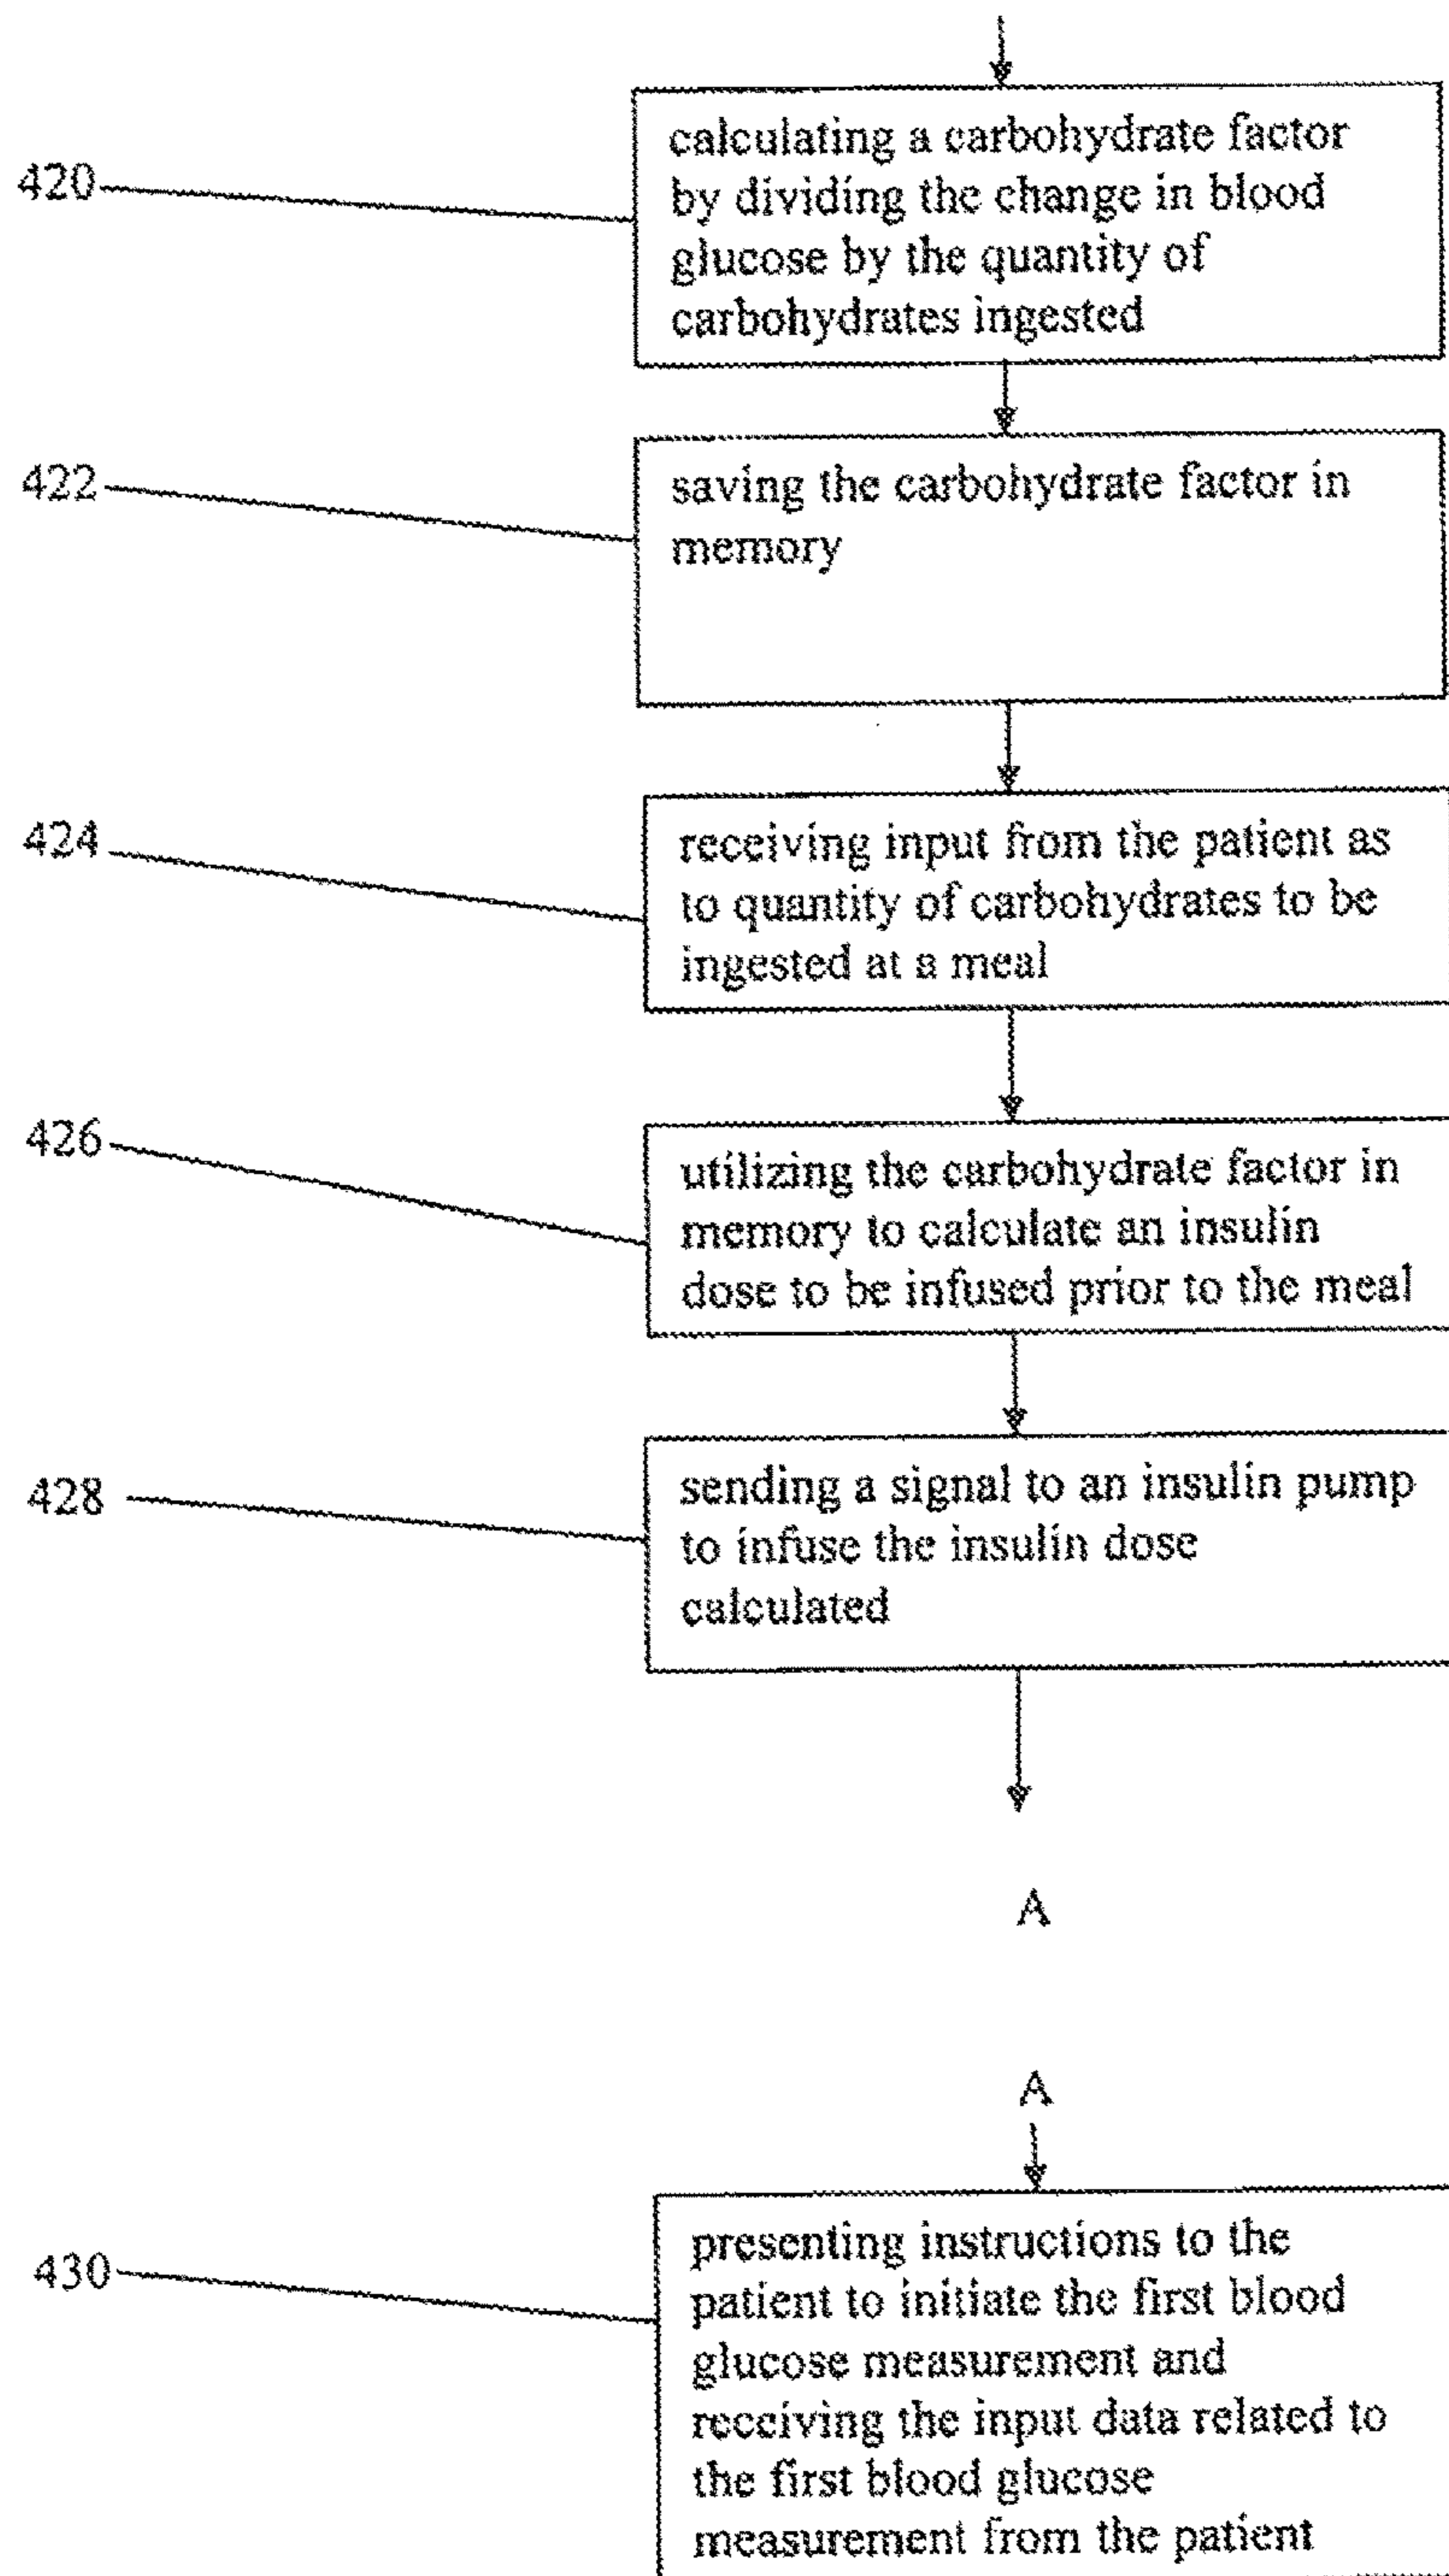 420
calculating a carbohydrate factor
by dividing the change in blood
glucose by the quantity of
carbohydrates ingested
422
saving the carbohydrate factor in
memory
424
receiving input from the patient as
to quantity of carbohydrates to be
ingested at a meal
426
utilizing the carbohydrate factor in
memory to calculate an insulin
dose to be infused prior to the meal
428
sending a signal to an insulin pump
to infuse the insulin dose
calculated
A
A
430
presenting instructions to the
patient to initiate the first blood
glucose measurement and
receiving the input data related to
the first blood glucose
measurement from the patient